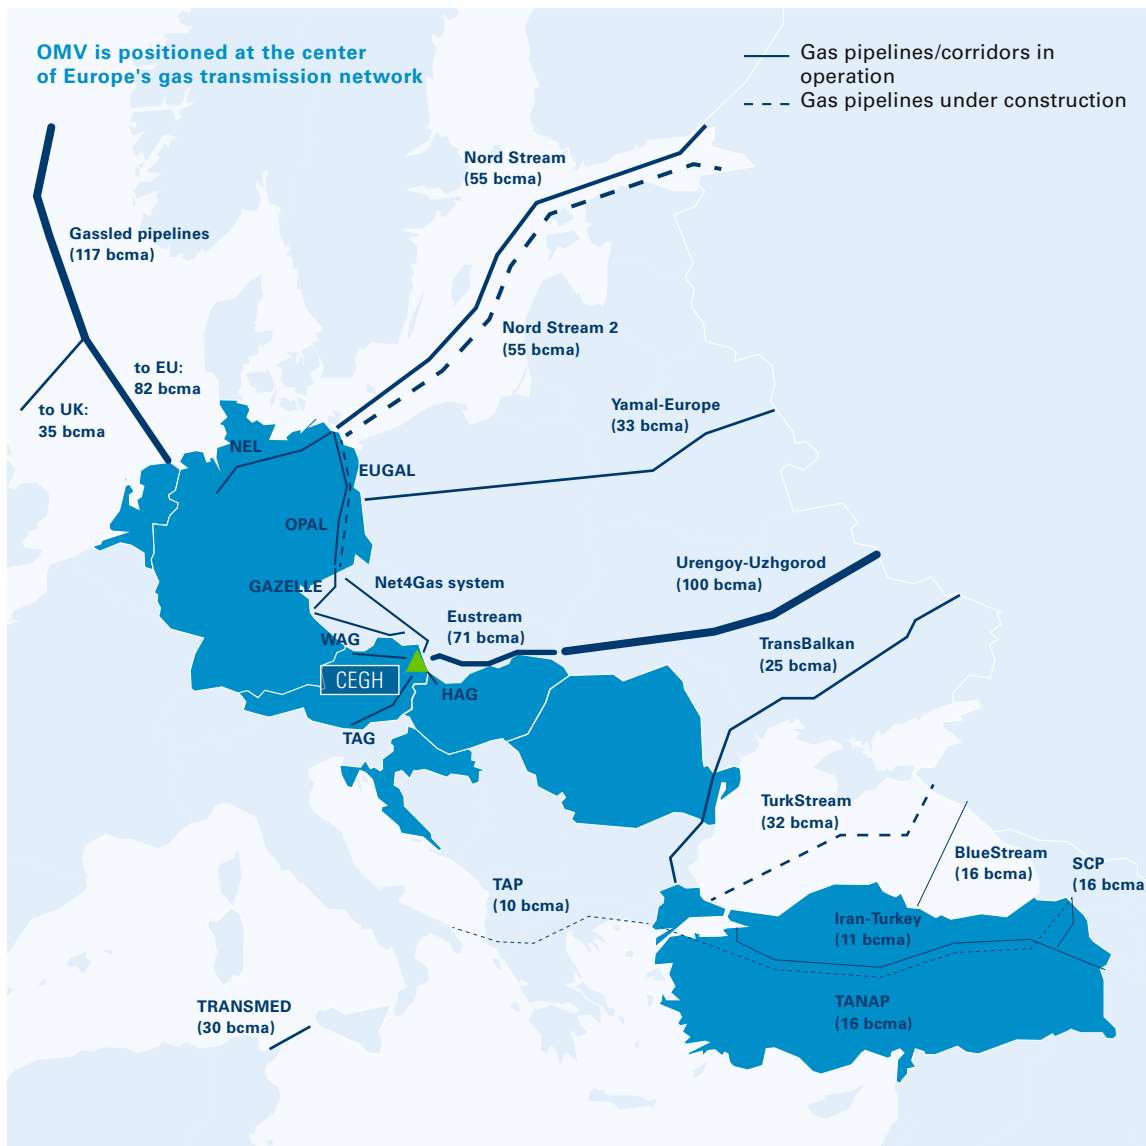 OMV is positioned at the center
of Europe's gas transmission network
Gas pipelines/corridors in
operation
Gas pipelines under construction
Nord Stream
(55 bcma)
Gassled pipelines
(117 bcma)
Nord Stream 2
(55 bcma)
to EU:
82 bcma
to UK:
35 bcma
Yamal-Europe
(33 bcma)
NEL
EUGAL
OPAL
GAZELLE
Net4Gas system
Urengoy-Uzhgorod
(100 bcma)
Eustream
(71 bcma)
WAG
TransBalkan
(25 bcma)
CEGH
HAG
TAG
TurkStream
(32 bcma)
BlueStream
(16 bcma)
SCP
(16 bcma
TAP
(10 bcma)
Iran-Turkey
(11 bcma)
TRANSMED
(30 bcma)
TANAP
(16 bcma)